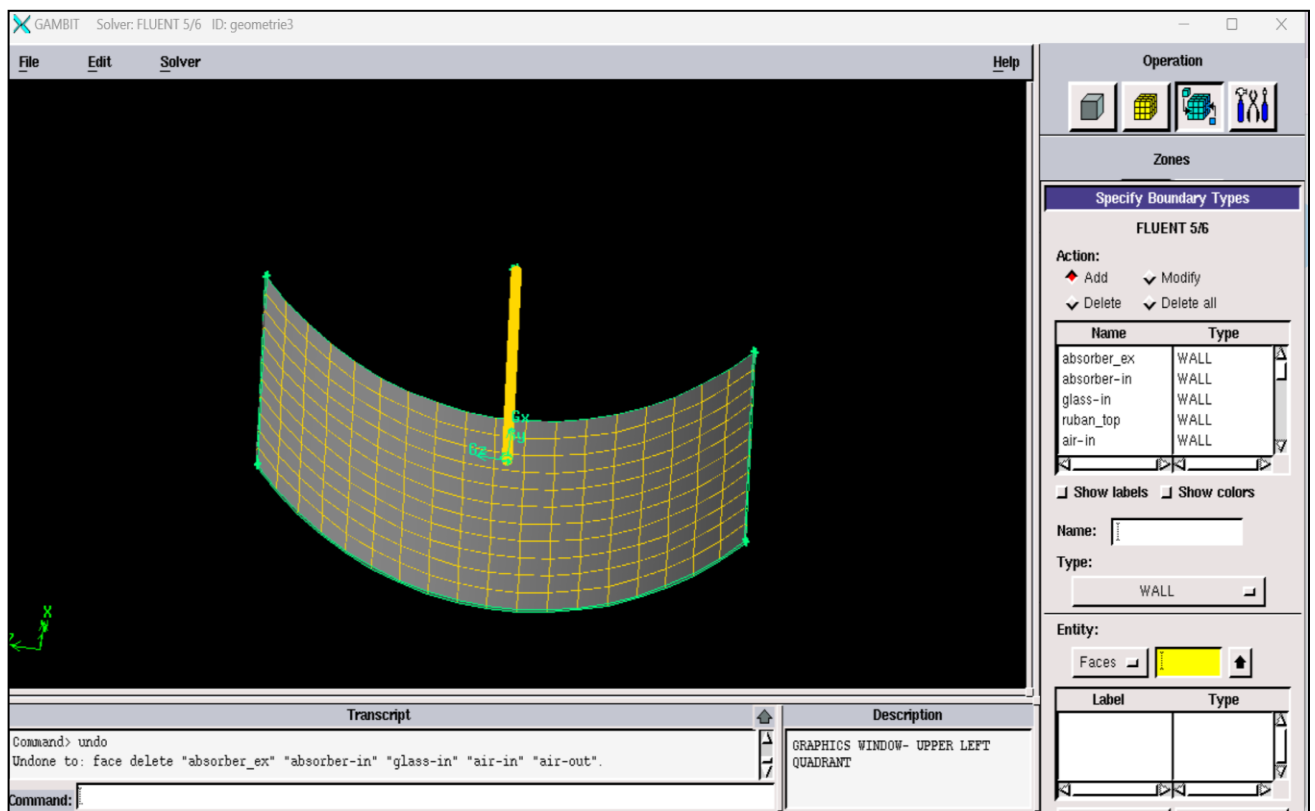 GAMBIT Solver: FLUENT 5/6 ID: geometrie3
File Edit Solver Help
Operation
Zones
Specify Boundary Types
FLUENT 5/6
Action:
Add Modify
Delete Delete all
Name Type
absorber_ex WALL
absorber-in WALL
glass-in WALL
ruban_top WALL
air-in WALL
Show labels Show colors
Name:
Type:
WALL
Entity:
Faces
Label Type
Gx
Gy
Gz
X
Transcript
Command> undo
Undone to: face delete "absorber_ex" "absorber-in" "glass-in" "air-in" "air-out".
Command:
Description
GRAPHICS WINDOW- UPPER LEFT
QUADRANT